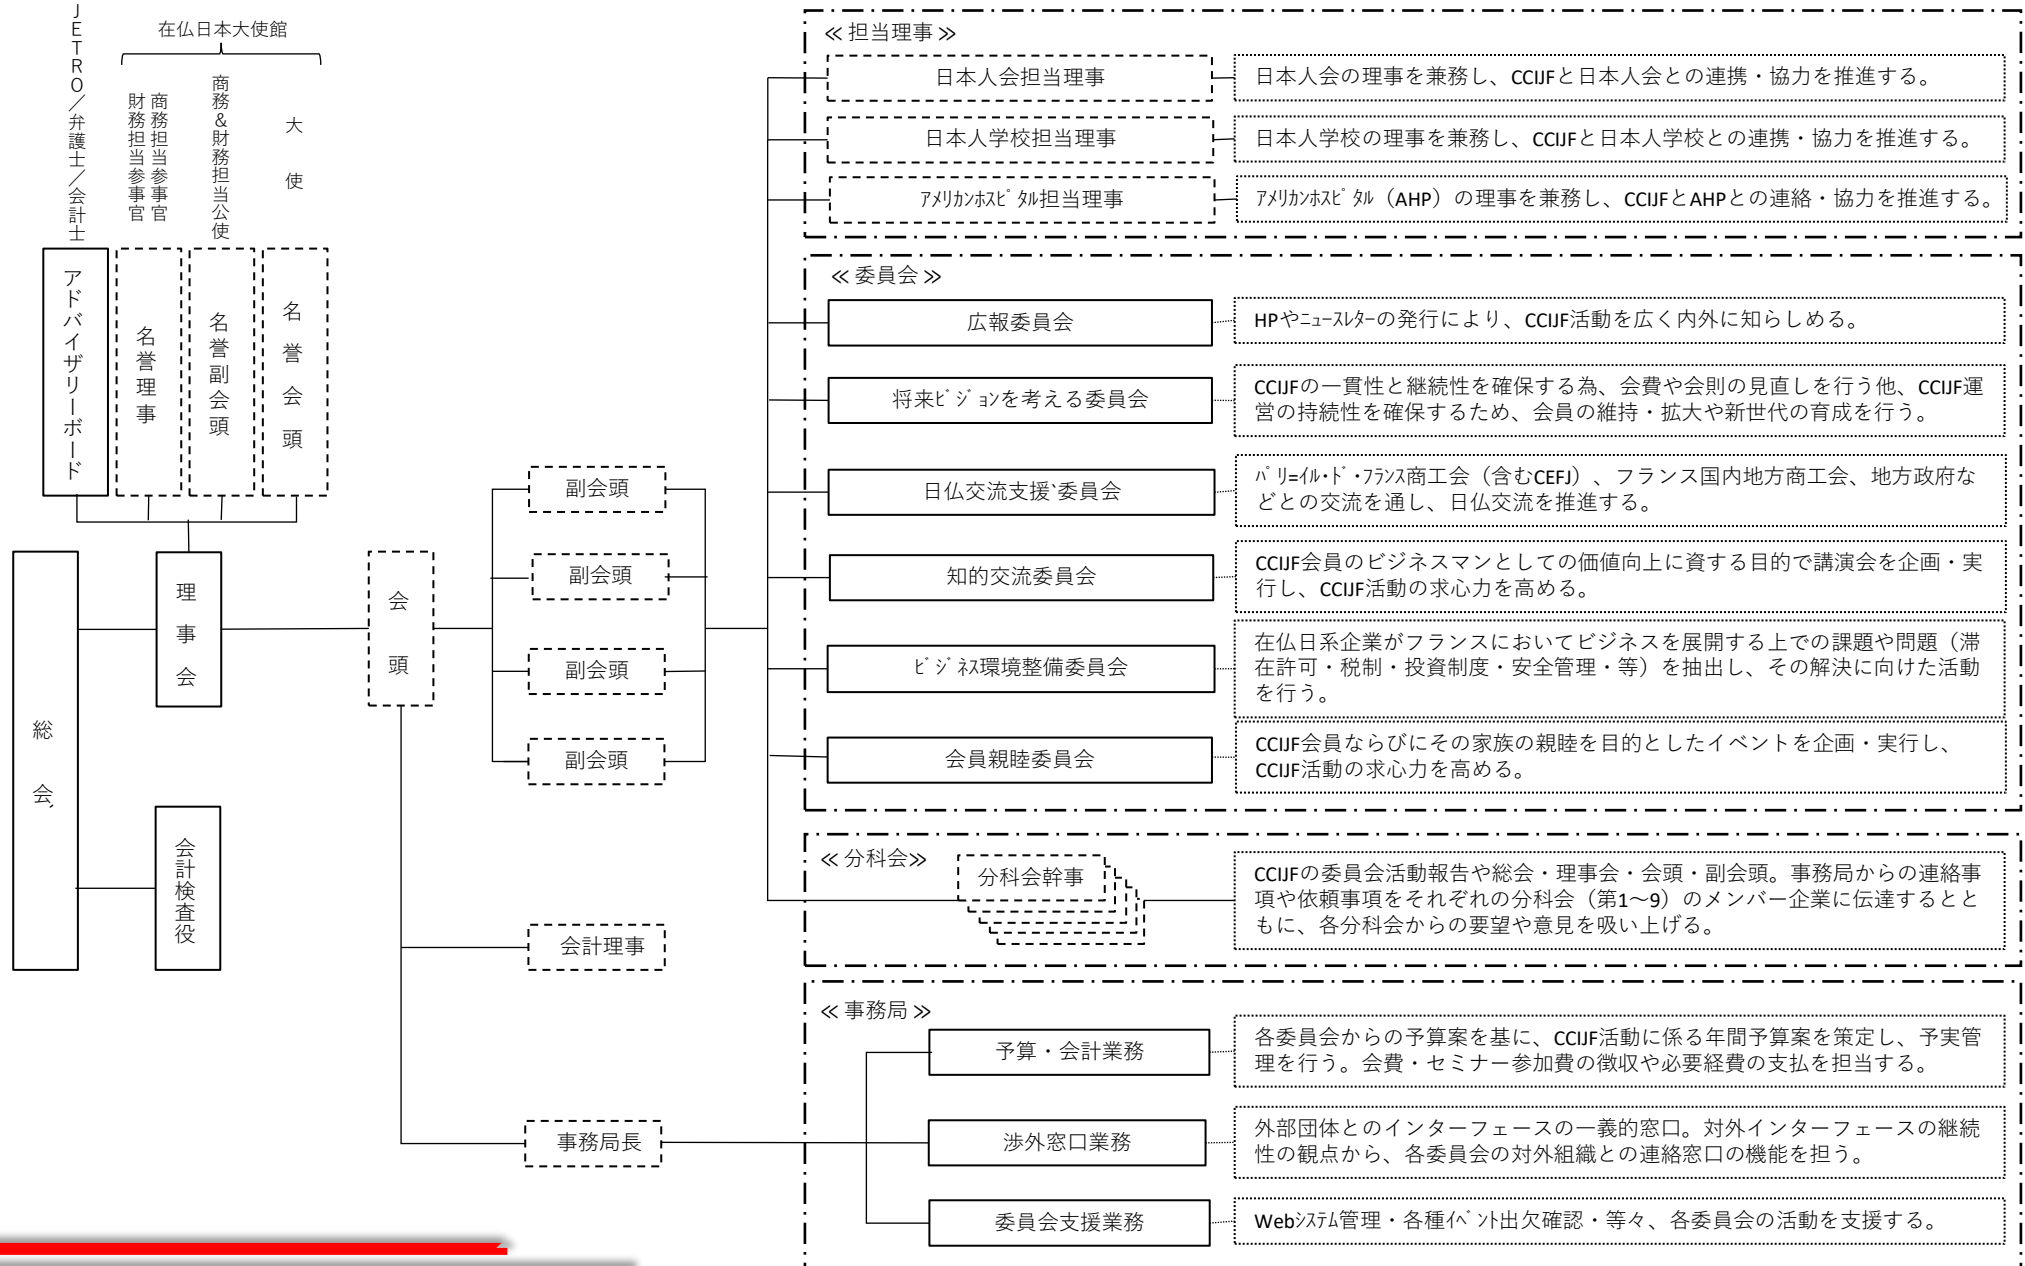 JETRO／弁護士／会計士
在仏日本大使館
財務担当参事官
商務担当参事官
商務&財務担当公使
大使
アドバイザリーボード
名誉理事
名誉副会頭
名誉会頭
総会
理事会
会計検査役
会頭
副会頭
副会頭
副会頭
副会頭
会計理事
事務局長
≪ 担当理事 ≫
日本人会担当理事
日本人会の理事を兼務し、CCIJFと日本人会との連携・協力を推進する。
日本人学校担当理事
日本人学校の理事を兼務し、CCIJFと日本人学校との連携・協力を推進する。
ｱﾒﾘｶﾝﾎｽﾋﾟﾀﾙ担当理事
ｱﾒﾘｶﾝﾎｽﾋﾟﾀﾙ（AHP）の理事を兼務し、CCIJFとAHPとの連絡・協力を推進する。
≪ 委員会 ≫
広報委員会
HPやﾆｭｰｽﾚﾀｰの発行により、CCIJF活動を広く内外に知らしめる。
将来ﾋﾞｼﾞｮﾝを考える委員会
CCIJFの一貫性と継続性を確保する為、会費や会則の見直しを行う他、CCIJF運
営の持続性を確保するため、会員の維持・拡大や新世代の育成を行う。
日仏交流支援`委員会
ﾊﾟﾘ=ｲﾙ･ﾄﾞ･ﾌﾗﾝｽ商工会（含むCEFJ）、フランス国内地方商工会、地方政府な
どとの交流を通し、日仏交流を推進する。
知的交流委員会
CCIJF会員のビジネスマンとしての価値向上に資する目的で講演会を企画・実
行し、CCIJF活動の求心力を高める。
ﾋﾞｼﾞﾈｽ環境整備委員会
在仏日系企業がフランスにおいてビジネスを展開する上での課題や問題（滞
在許可・税制・投資制度・安全管理・等）を抽出し、その解決に向けた活動
を行う。
会員親睦委員会
CCIJF会員ならびにその家族の親睦を目的としたイベントを企画・実行し、
CCIJF活動の求心力を高める。
≪ 分科会≫
分科会幹事
CCIJFの委員会活動報告や総会・理事会・会頭・副会頭。事務局からの連絡事
項や依頼事項をそれぞれの分科会（第1～9）のメンバー企業に伝達するとと
もに、各分科会からの要望や意見を吸い上げる。
≪ 事務局 ≫
予算・会計業務
各委員会からの予算案を基に、CCIJF活動に係る年間予算案を策定し、予実管
理を行う。会費・セミナー参加費の徴収や必要経費の支払を担当する。
渉外窓口業務
外部団体とのインターフェースの一義的窓口。対外インターフェースの継続
性の観点から、各委員会の対外組織との連絡窓口の機能を担う。
委員会支援業務
Webｼｽﾃﾑ管理・各種ｲﾍﾞﾝﾄ出欠確認・等々、各委員会の活動を支援する。